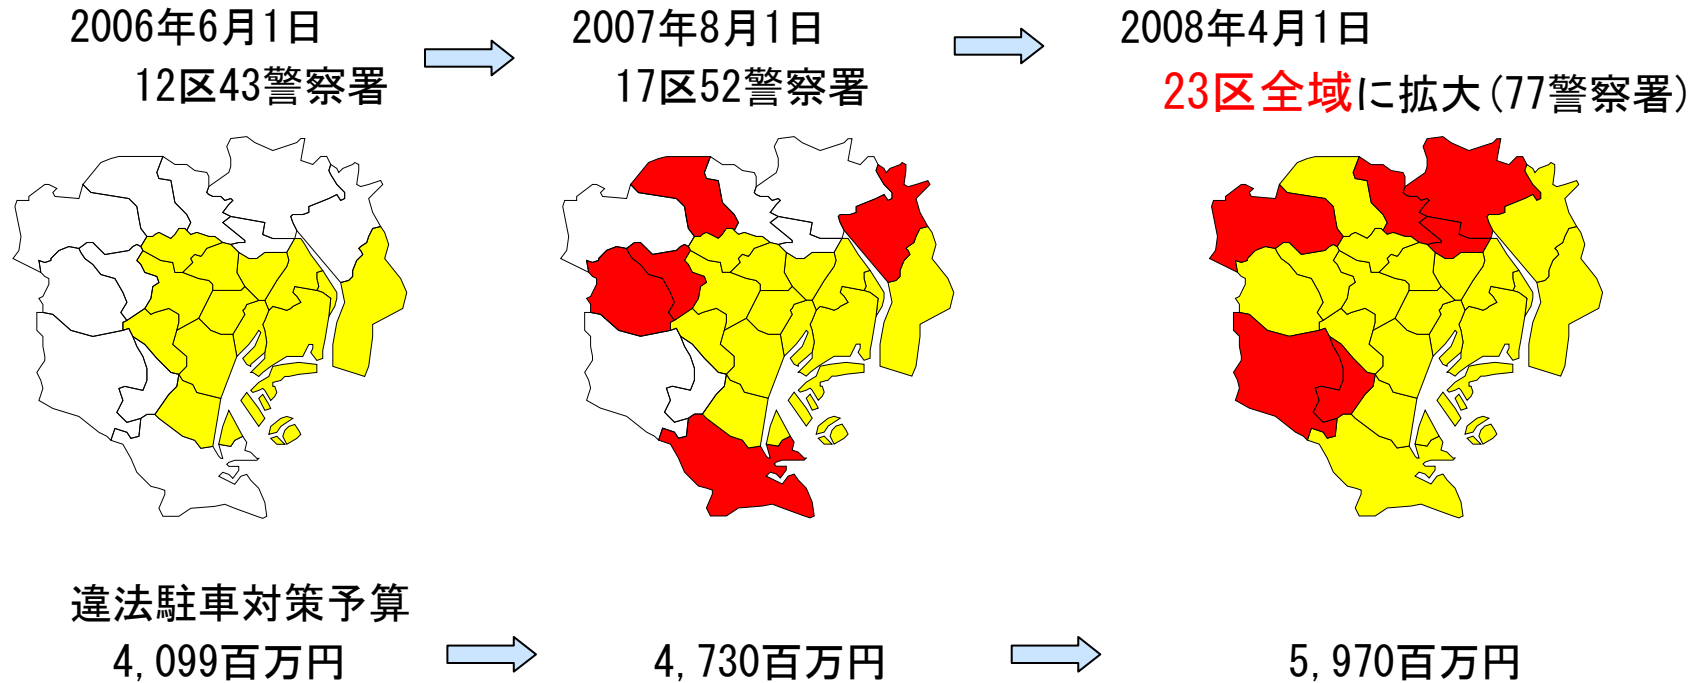 2006年6月1日
12区43警察署
2007年8月1日
17区52警察署
2008年4月1日
23区全域に拡大(77警察署)
違法駐車対策予算
4,099百万円
4,730百万円
5,970百万円